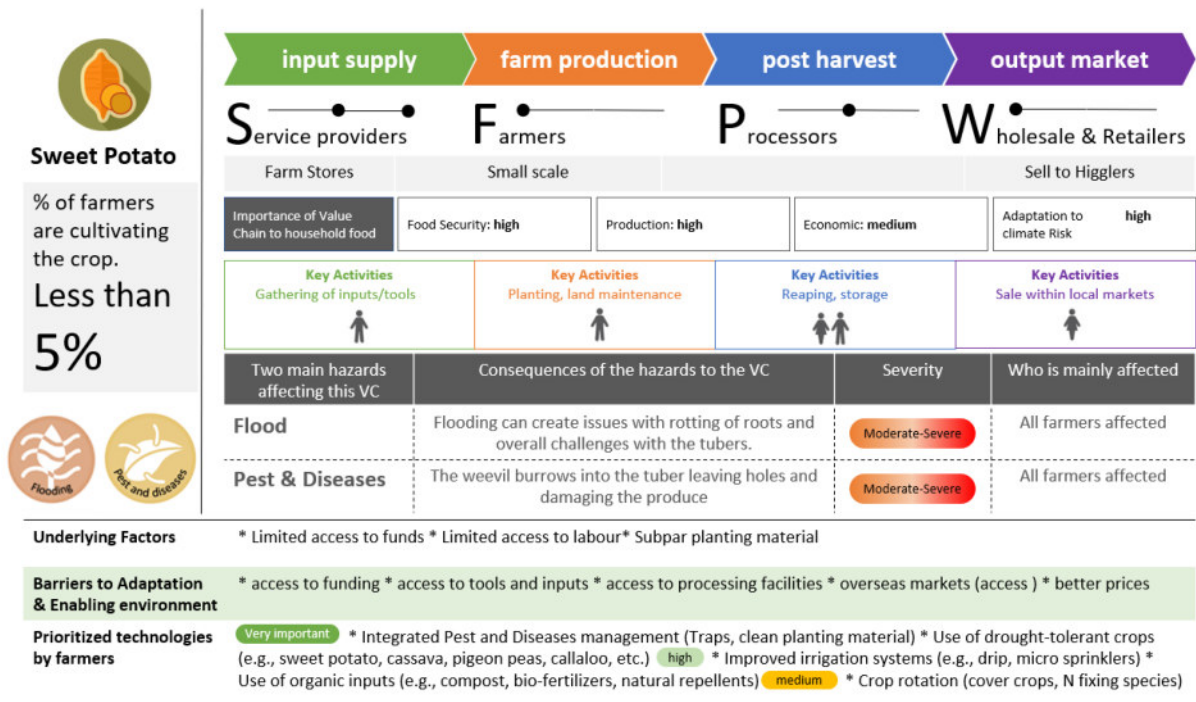 input supply
farm production
post harvest
output market
Service providers
Farmers
Processors
Wholesale & Retailers
Sweet Potato
Farm Stores
Small scale
Sell to Higglers
% of farmers
are cultivating
the crop.
Less than
5%
Importance of Value
Chain to household food
Food Security: high
Production: high
Economic: medium
Adaptation to
climate Risk
high
Key Activities
Gathering of inputs/tools
Key Activities
Planting, land maintenance
Key Activities
Reaping, storage
Key Activities
Sale within local markets
Two main hazards
affecting this VC
Consequences of the hazards to the VC
Severity
Who is mainly affected
Flooding
Pest and diseases
Flood
Flooding can create issues with rotting of roots and
overall challenges with the tubers.
Moderate-Severe
All farmers affected
Pest & Diseases
The weevil burrows into the tuber leaving holes and
damaging the produce
Moderate-Severe
All farmers affected
Underlying Factors
* Limited access to funds * Limited access to labour* Subpar planting material
Barriers to Adaptation
& Enabling environment
* access to funding * access to tools and inputs * access to processing facilities * overseas markets (access ) * better prices
Prioritized technologies
by farmers
Very important * Integrated Pest and Diseases management (Traps, clean planting material) * Use of drought-tolerant crops
(e.g., sweet potato, cassava, pigeon peas, callaloo, etc.) high * Improved irrigation systems (e.g., drip, micro sprinklers) *
Use of organic inputs (e.g., compost, bio-fertilizers, natural repellents) medium * Crop rotation (cover crops, N fixing species)